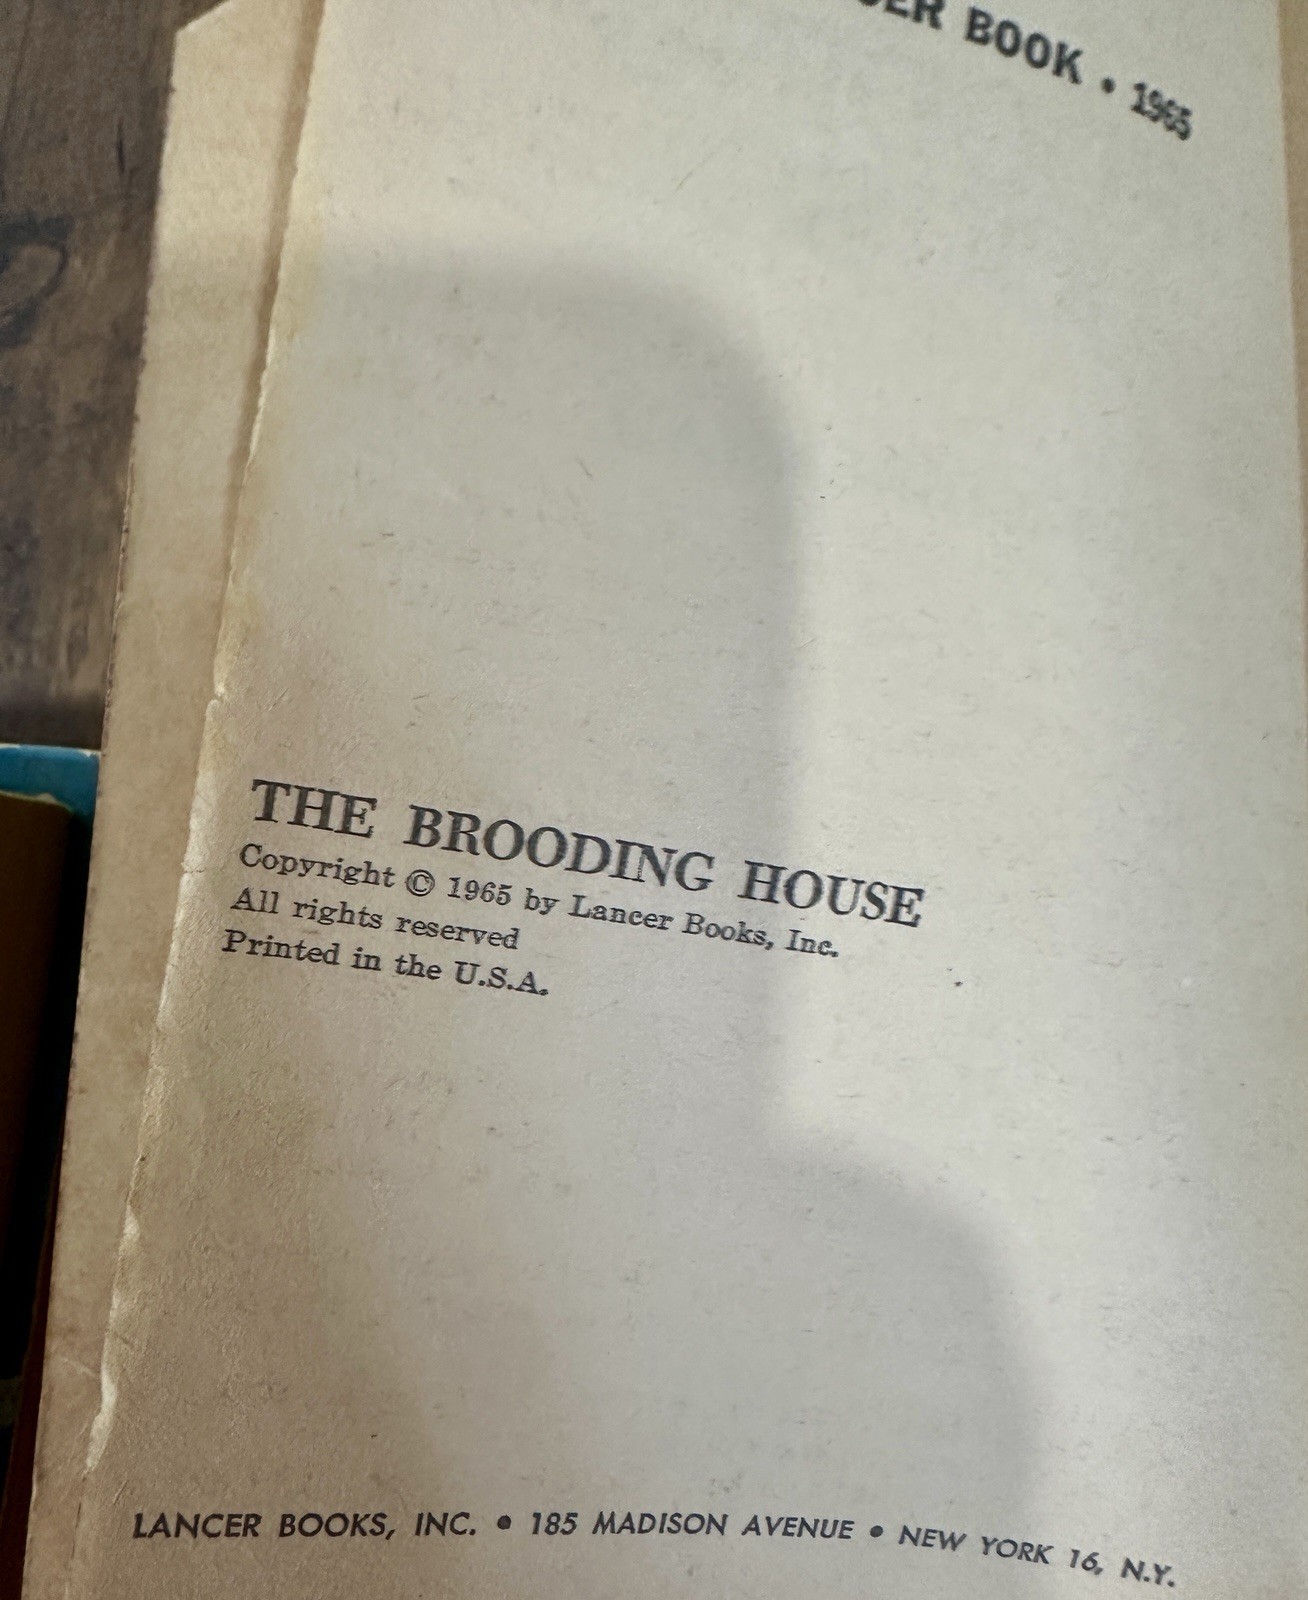 BOOK • 1965
THE BROODING HOUSE
Copyright © 1965 by Lancer Books, Inc.
All rights reserved
Printed in the U.S.A.
LANCER BOOKS, INC. • 185 MADISON AVENUE • NEW YORK 16, N.Y.